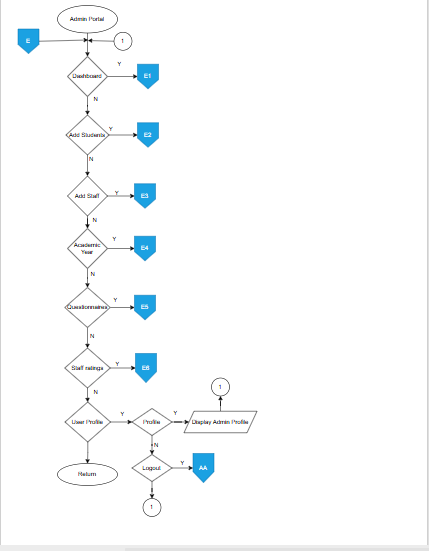 Admin Portal
E
1
Y
Dashboard
E1
N
Y
Add Students
E2
N
Add Staff
Y
E3
N
Y
Academic
Year
E4
N
Y
Questionnaires
E5
N
Staff ratings
Y
E6
N
1
User Profile
Y
Profile
Y
Display Admin Profile
N
Return
Logout
Y
AA
1